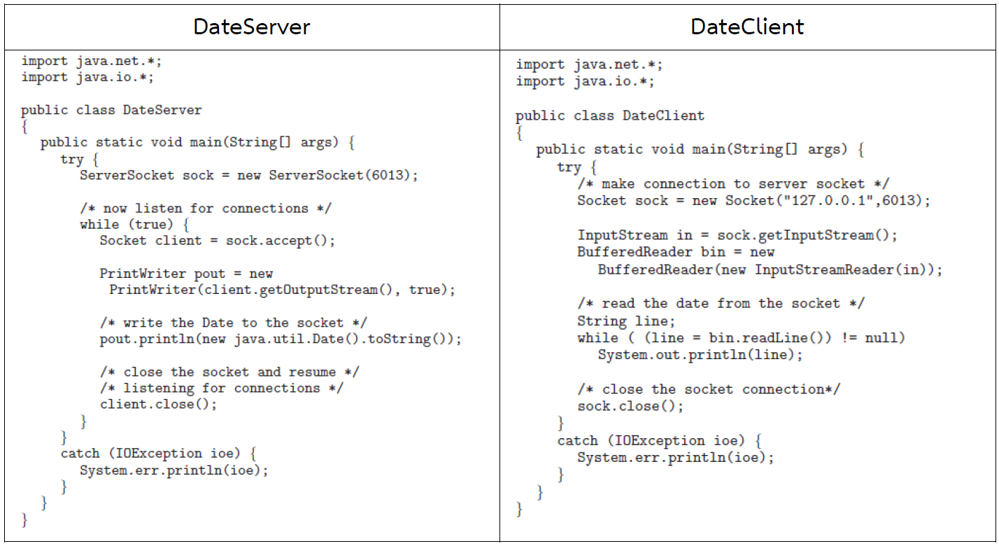 DateServer
import java.net.*;
import java.io.*;
public class DateServer
{
public static void main(String[] args) {
try {
ServerSocket sock = new ServerSocket(6013);
/* now listen for connections */
while (true) {
Socket client = sock.accept();
PrintWriter pout = new
PrintWriter(client.getOutputStream(), true);
/* write the Date to the socket */
pout.println(new java.util.Date().toString());
/* close the socket and resume */
/* listening for connections */
client.close();
}
}
catch (IOException ioe) {
System.err.println(ioe);
}
}
}
DateClient
import java.net.*;
import java.io.*;
public class DateClient
{
public static void main(String[] args) {
try {
/* make connection to server socket */
Socket sock = new Socket("127.0.0.1",6013);
InputStream in = sock.getInputStream();
BufferedReader bin = new
BufferedReader(new InputStreamReader(in));
/* read the date from the socket */
String line;
while ( (line = bin.readLine()) != null)
System.out.println(line);
/* close the socket connection*/
sock.close();
}
catch (IOException ioe) {
System.err.println(ioe);
}
}
}